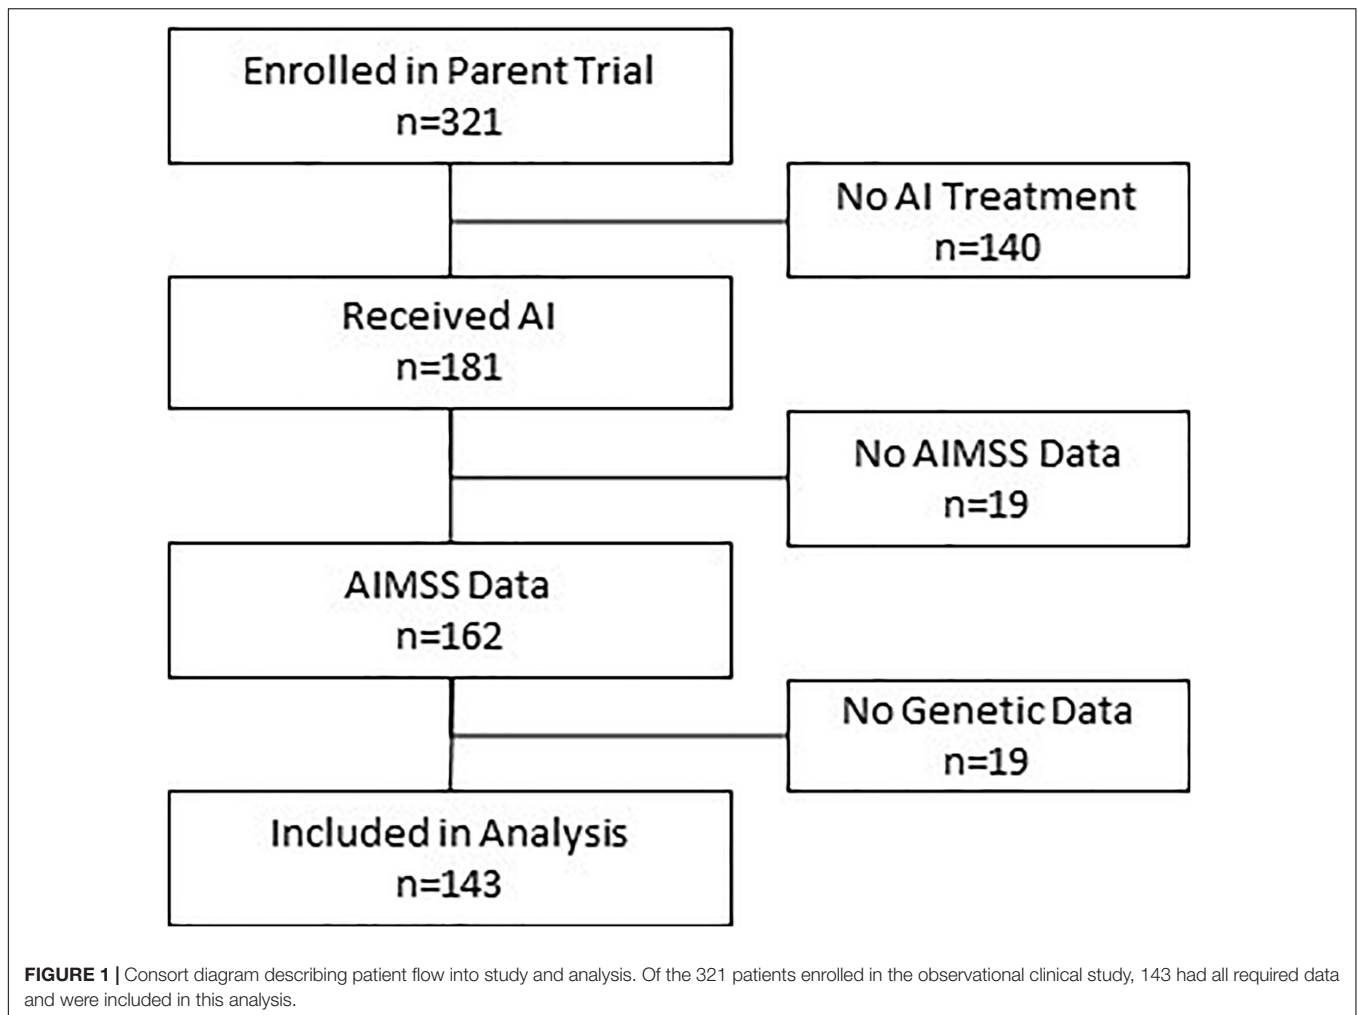 Enrolled in Parent Trial
n=321
No AI Treatment
n=140
Received AI
n=181
No AIMSS Data
n=19
AIMSS Data
n=162
No Genetic Data
n=19
Included in Analysis
n=143
FIGURE 1 | Consort diagram describing patient flow into study and analysis. Of the 321 patients enrolled in the observational clinical study, 143 had all required data
and were included in this analysis.